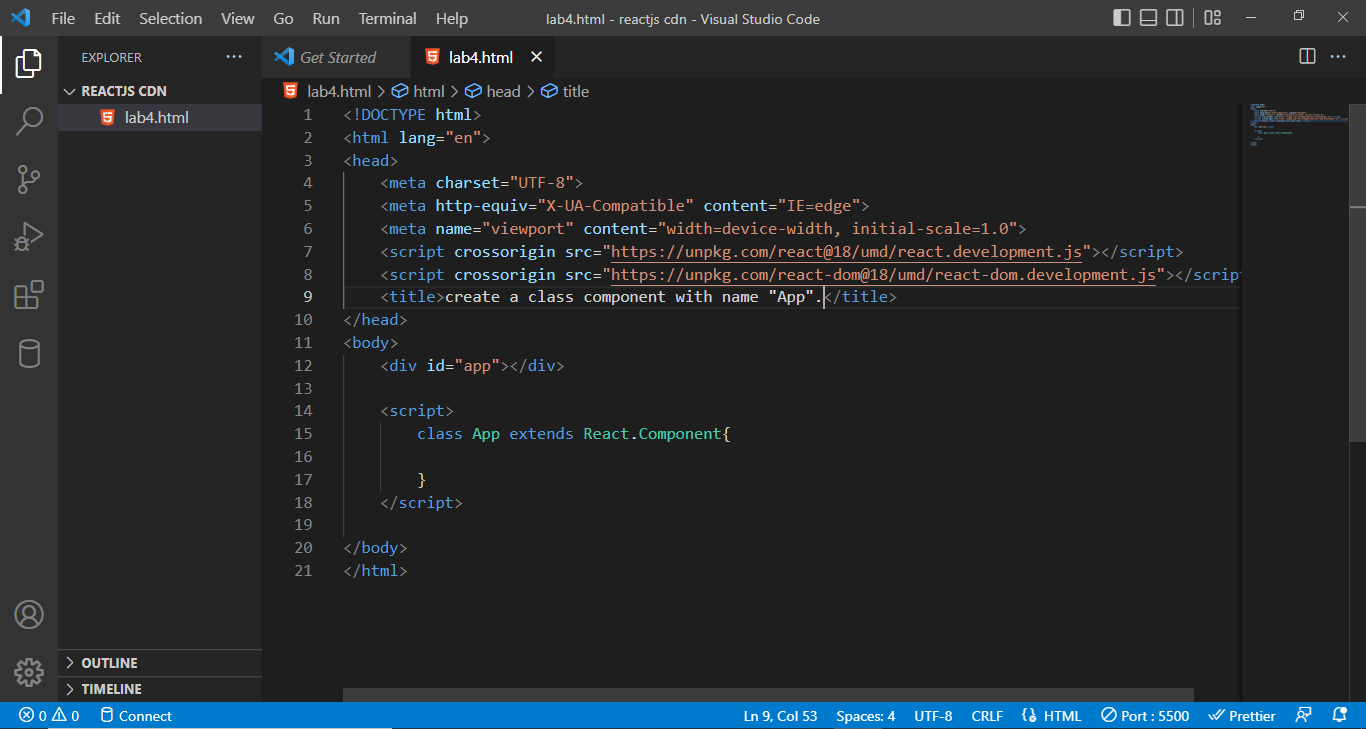 File Edit Selection View Go Run Terminal Help lab4.html - reactjs cdn - Visual Studio Code
EXPLORER
REACTJS CDN
lab4.html
OUTLINE
TIMELINE
Get Started lab4.html
lab4.html > html > head > title
1 <!DOCTYPE html>
2 <html lang="en">
3 <head>
4     <meta charset="UTF-8">
5     <meta http-equiv="X-UA-Compatible" content="IE=edge">
6     <meta name="viewport" content="width=device-width, initial-scale=1.0">
7     <script crossorigin src="https://unpkg.com/react@18/umd/react.development.js"></script>
8     <script crossorigin src="https://unpkg.com/react-dom@18/umd/react-dom.development.js"></script
9     <title>create a class component with name "App".</title>
10 </head>
11 <body>
12     <div id="app"></div>
13
14     <script>
15         class App extends React.Component{
16
17         }
18     </script>
19
20 </body>
21 </html>
0 0 Connect Ln 9, Col 53 Spaces: 4 UTF-8 CRLF HTML Port : 5500 Prettier